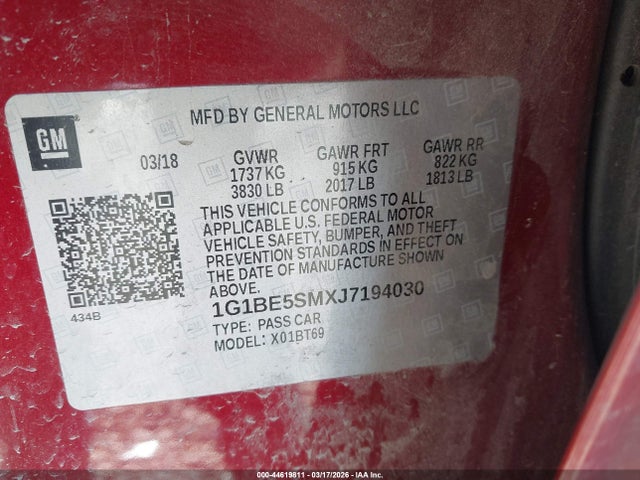 MFD BY GENERAL MOTORS LLC
GM
03/18 GVWR GAWR FRT GAWR RR
1737 KG 915 KG 822 KG
3830 LB 2017 LB 1813 LB
THIS VEHICLE CONFORMS TO ALL
APPLICABLE U.S. FEDERAL MOTOR
VEHICLE SAFETY, BUMPER, AND THEFT
PREVENTION STANDARDS IN EFFECT ON
THE DATE OF MANUFACTURE SHOWN
ABOVE.
434B
1G1BE5SMXJ7194030
TYPE: PASS CAR
MODEL: X01BT69
000-44619811 - 03/17/2026 - IAA Inc.